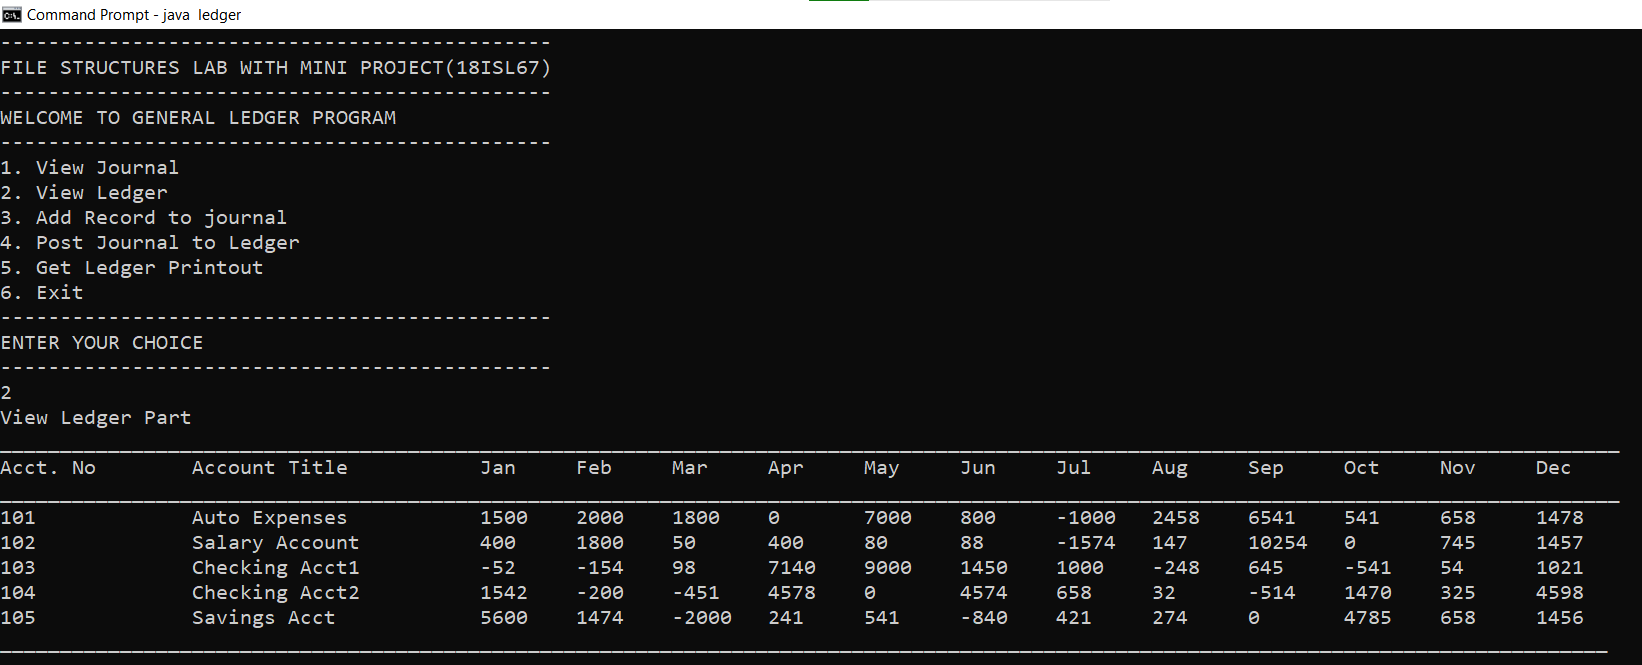 Command Prompt - java  ledger
----------------------------------------------
FILE STRUCTURES LAB WITH MINI PROJECT(18ISL67)
----------------------------------------------
WELCOME TO GENERAL LEDGER PROGRAM
----------------------------------------------
1. View Journal
2. View Ledger
3. Add Record to journal
4. Post Journal to Ledger
5. Get Ledger Printout
6. Exit
----------------------------------------------
ENTER YOUR CHOICE
----------------------------------------------
2
View Ledger Part
Acct. No        Account Title           Jan     Feb     Mar     Apr     May     Jun     Jul     Aug     Sep     Oct     Nov     Dec
101             Auto Expenses           1500    2000    1800    0       7000    800     -1000   2458    6541    541     658     1478
102             Salary Account          400     1800    50      400     80      88      -1574   147     10254   0       745     1457
103             Checking Acct1          -52     -154    98      7140    9000    1450    1000    -248    645     -541    54      1021
104             Checking Acct2          1542    -200    -451    4578    0       4574    658     32      -514    1470    325     4598
105             Savings Acct            5600    1474    -2000   241     541     -840    421     274     0       4785    658     1456